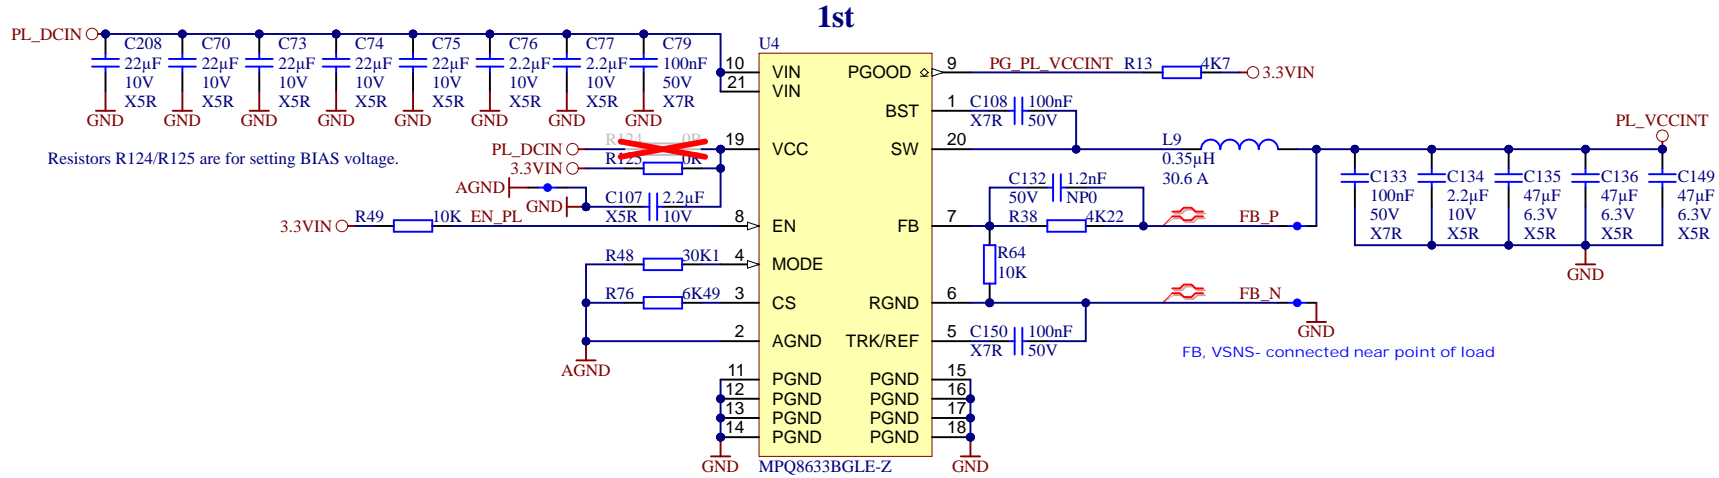 1st
PL_DCIN
C208 22µF 10V X5R GND
C70 22µF 10V X5R GND
C73 22µF 10V X5R GND
C74 22µF 10V X5R GND
C75 22µF 10V X5R GND
C76 2.2µF 10V X5R GND
C77 2.2µF 10V X5R GND
C79 100nF 50V X7R GND
Resistors R124/R125 are for setting BIAS voltage.
PL_DCIN R124 0R
3.3VIN R125 0R
AGND
GND
C107 2.2µF
X5R 10V
3.3VIN R49 10K EN_PL
R48 30K1
R76 6K49
AGND
U4
10 VIN
21 VIN
19 VCC
8 EN
4 MODE
3 CS
2 AGND
11 PGND
12 PGND
13 PGND
14 PGND
GND
PGOOD 9
BST 1
SW 20
FB 7
RGND 6
TRK/REF 5
PGND 15
PGND 16
PGND 17
PGND 18
GND
MPQ8633BGLE-Z
PG_PL_VCCINT R13 4K7 3.3VIN
C108 100nF
X7R 50V
L9
0.35µH
30.6 A
C132 1.2nF
50V NP0
R38 4K22
FB_P
R64
10K
FB_N
GND
C150 100nF
X7R 50V
FB, VSNS- connected near point of load
PL_VCCINT
C133 100nF 50V X7R
C134 2.2µF 10V X5R
C135 47µF 6.3V X5R
C136 47µF 6.3V X5R
C149 47µF 6.3V X5R
GND